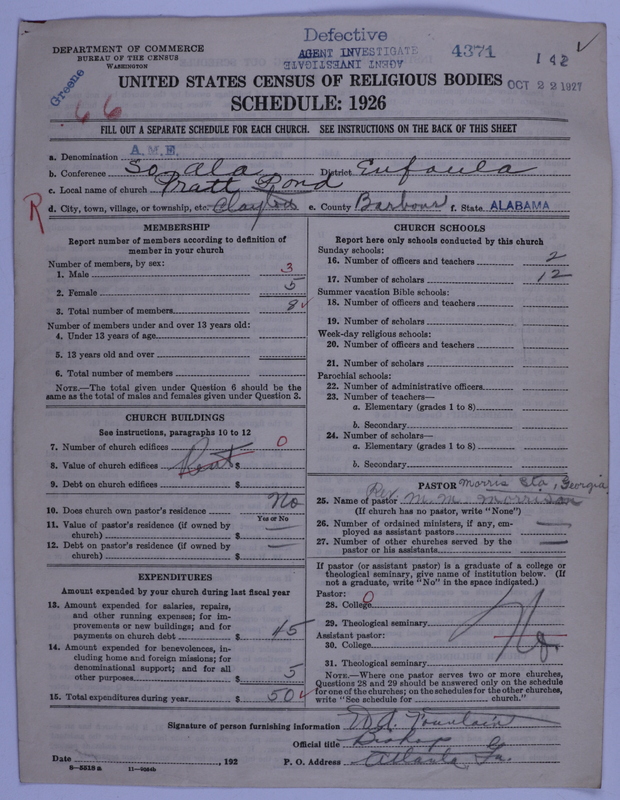 Defective
DEPARTMENT OF COMMERCE
BUREAU OF THE CENSUS
WASHINGTON
AGENT INVESTIGATE
AGENT INVESTIGATE
4371
142
Greene
66
UNITED STATES CENSUS OF RELIGIOUS BODIES
OCT 22 1927
SCHEDULE: 1926
FILL OUT A SEPARATE SCHEDULE FOR EACH CHURCH. SEE INSTRUCTIONS ON THE BACK OF THIS SHEET
a. Denomination A.M.E.
b. Conference So. Ala District Eufaula
c. Local name of church Pratt Pond
R
d. City, town, village, or township, etc. Clayton e. County Barbour f. State ALABAMA
MEMBERSHIP
Report number of members according to definition of
member in your church
Number of members, by sex:
1. Male 3
2. Female 5
3. Total number of members 8
Number of members under and over 13 years old:
4. Under 13 years of age
5. 13 years old and over
6. Total number of members
NOTE.—The total given under Question 6 should be the
same as the total of males and females given under Question 3.
CHURCH BUILDINGS
See instructions, paragraphs 10 to 12
7. Number of church edifices 0
8. Value of church edifices Rent $
9. Debt on church edifices $
10. Does church own pastor's residence No
Yes or No
11. Value of pastor's residence (if owned by
church) $
12. Debt on pastor's residence (if owned by
church) $
EXPENDITURES
Amount expended by your church during last fiscal year
13. Amount expended for salaries, repairs,
and other running expenses; for im-
provements or new buildings; and for
payments on church debt $ 45
14. Amount expended for benevolences, in-
cluding home and foreign missions; for
denominational support; and for all
other purposes $ 5
15. Total expenditures during year $ 50
CHURCH SCHOOLS
Report here only schools conducted by this church
Sunday schools:
16. Number of officers and teachers 2
17. Number of scholars 12
Summer vacation Bible schools:
18. Number of officers and teachers
19. Number of scholars
Week-day religious schools:
20. Number of officers and teachers
21. Number of scholars
Parochial schools:
22. Number of administrative officers
23. Number of teachers—
a. Elementary (grades 1 to 8)
b. Secondary
24. Number of scholars—
a. Elementary (grades 1 to 8)
b. Secondary
PASTOR Morris Sta, Georgia
25. Name of pastor Rev. M. M. Morrison
(If church has no pastor, write "None")
26. Number of ordained ministers, if any, em-
ployed as assistant pastors
27. Number of other churches served by the
pastor or his assistants
If pastor (or assistant pastor) is a graduate of a college or
theological seminary, give name of institution below. (If
not a graduate, write "No" in the space indicated.)
Pastor:
28. College 0
29. Theological seminary
Assistant pastor: No
30. College
31. Theological seminary
NOTE.—Where one pastor serves two or more churches,
Questions 28 and 29 should be answered only on the schedule
for one of the churches; on the schedules for the other churches,
write "See schedule for church."
Signature of person furnishing information W. A. Fountain
Official title Bishop
Date , 192 P. O. Address Atlanta, Ga.